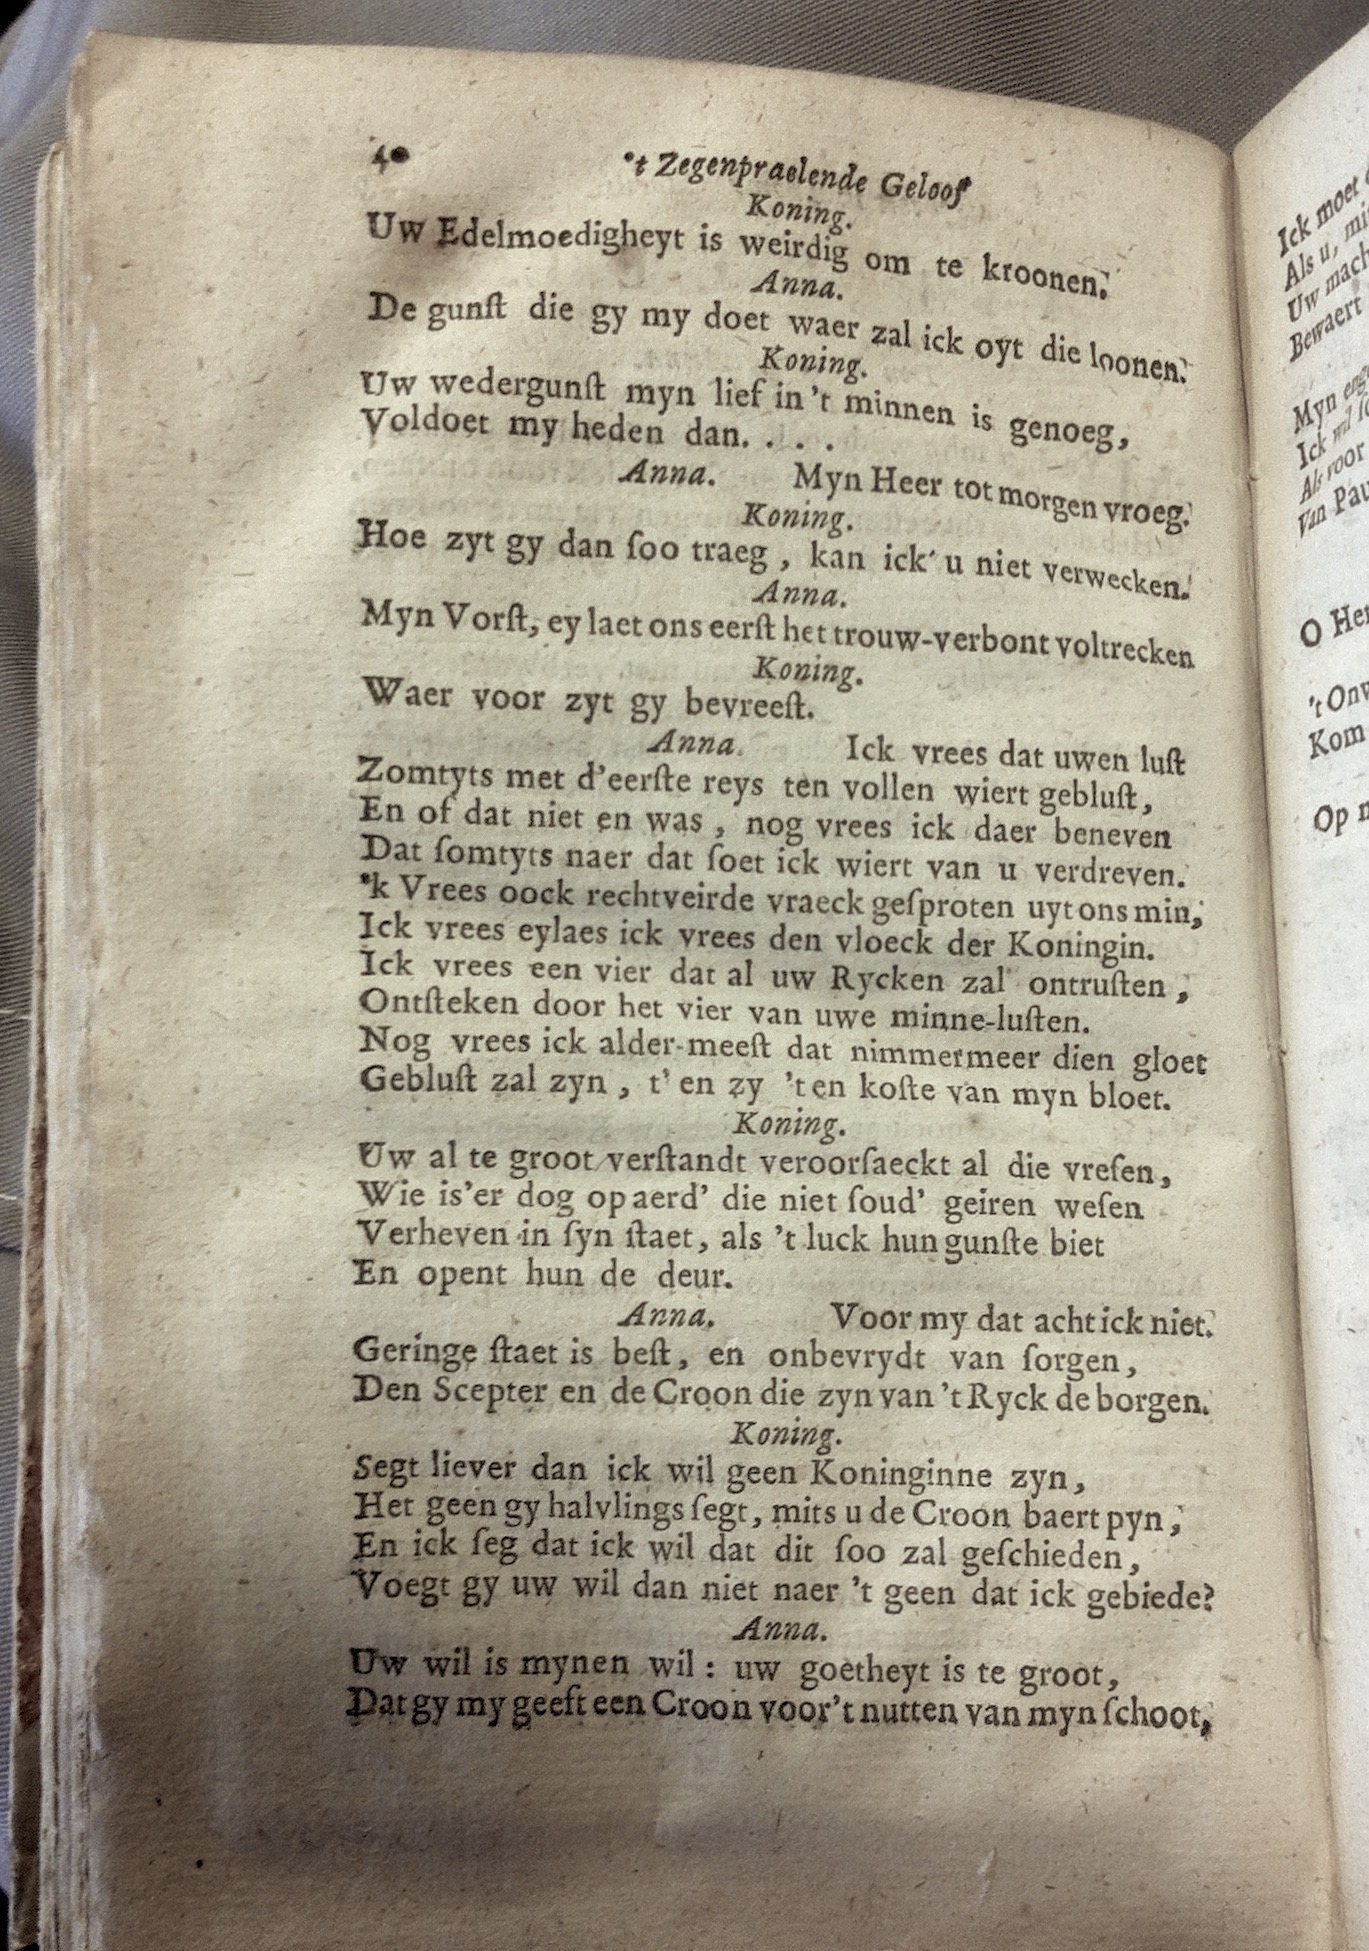 40 't Zegenpraelende Geloof
Koning.
Uw Edelmoedigheyt is weirdig om te kroonen.
Anna.
De gunſt die gy my doet waer zal ick oyt die loonen.
Koning.
Uw wedergunſt myn lief in 't minnen is genoeg,
Voldoet my heden dan. . . .
Anna. Myn Heer tot morgen vroeg.
Koning.
Hoe zyt gy dan ſoo traeg, kan ick u niet verwecken.
Anna.
Myn Vorſt, ey laet ons eerſt het trouw-verbont voltrecken
Koning.
Waer voor zyt gy bevreeſt.
Anna. Ick vrees dat uwen luſt
Zomtyts met d'eerſte reys ten vollen wiert gebluſt,
En of dat niet en was, nog vrees ick daer beneven
Dat ſomtyts naer dat ſoet ick wiert van u verdreven.
'k Vrees oock rechtveirde vraeck geſproten uyt ons min,
Ick vrees eylaes ick vrees den vloeck der Koningin.
Ick vrees een vier dat al uw Rycken zal ontruſten,
Ontſteken door het vier van uwe minne-luſten.
Nog vrees ick alder-meeſt dat nimmermeer dien gloet
Gebluſt zal zyn, t' en zy 't en koſte van myn bloet.
Koning.
Uw al te groot verſtandt veroorſaeckt al die vreſen,
Wie is'er dog op aerd' die niet ſoud' geiren weſen
Verheven in ſyn ſtaet, als 't luck hun gunſte biet
En opent hun de deur.
Anna. Voor my dat acht ick niet.
Geringe ſtaet is beſt, en onbevrydt van ſorgen,
Den Scepter en de Croon die zyn van 't Ryck de borgen.
Koning.
Segt liever dan ick wil geen Koninginne zyn,
Het geen gy halvlings ſegt, mits u de Croon baert pyn,
En ick ſeg dat ick wil dat dit ſoo zal geſchieden,
Voegt gy uw wil dan niet naer 't geen dat ick gebiede?
Anna.
Uw wil is mynen wil: uw goetheyt is te groot,
Dat gy my geeft een Croon voor 't nutten van myn ſchoot,
Ick moet
Als u,
Uw
Bewaert
Myn
Ick wil
Als voor
Van
O
't
Kom
Op